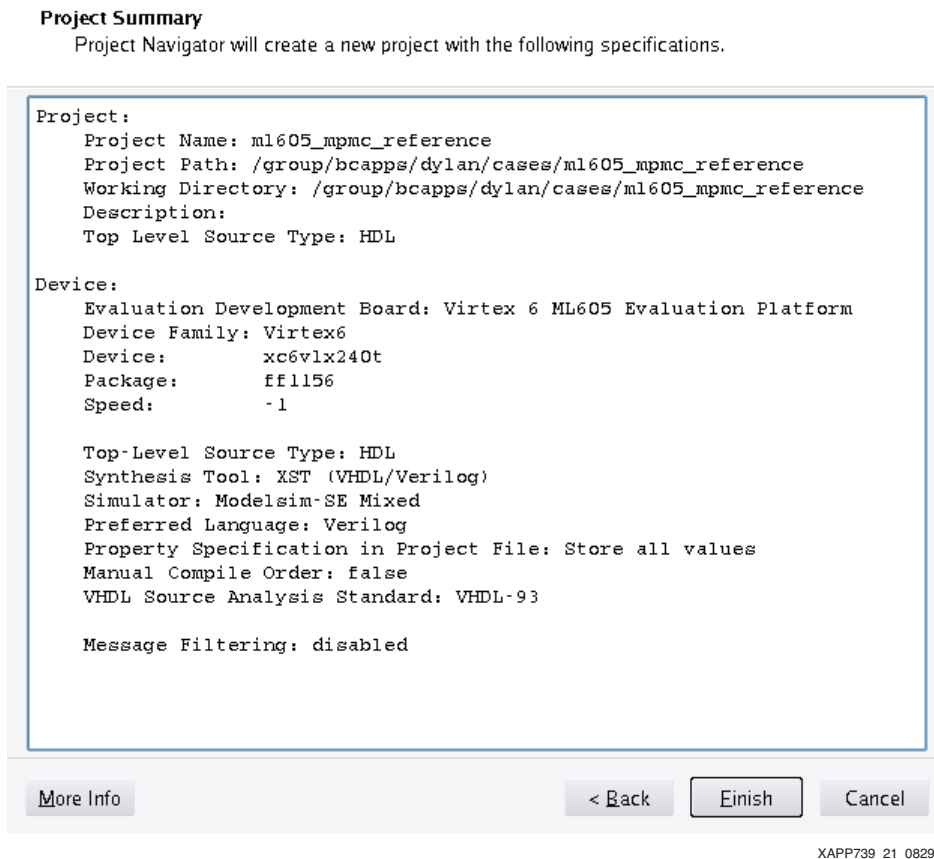 Project Summary
Project Navigator will create a new project with the following specifications.
Project:
Project Name: ml605_mpmc_reference
Project Path: /group/bcapps/dylan/cases/ml605_mpmc_reference
Working Directory: /group/bcapps/dylan/cases/ml605_mpmc_reference
Description:
Top Level Source Type: HDL
Device:
Evaluation Development Board: Virtex 6 ML605 Evaluation Platform
Device Family: Virtex6
Device: xc6vlx240t
Package: ff1156
Speed: -1
Top-Level Source Type: HDL
Synthesis Tool: XST (VHDL/Verilog)
Simulator: Modelsim-SE Mixed
Preferred Language: Verilog
Property Specification in Project File: Store all values
Manual Compile Order: false
VHDL Source Analysis Standard: VHDL-93
Message Filtering: disabled
More Info < Back Finish Cancel
XAPP739_21_0829